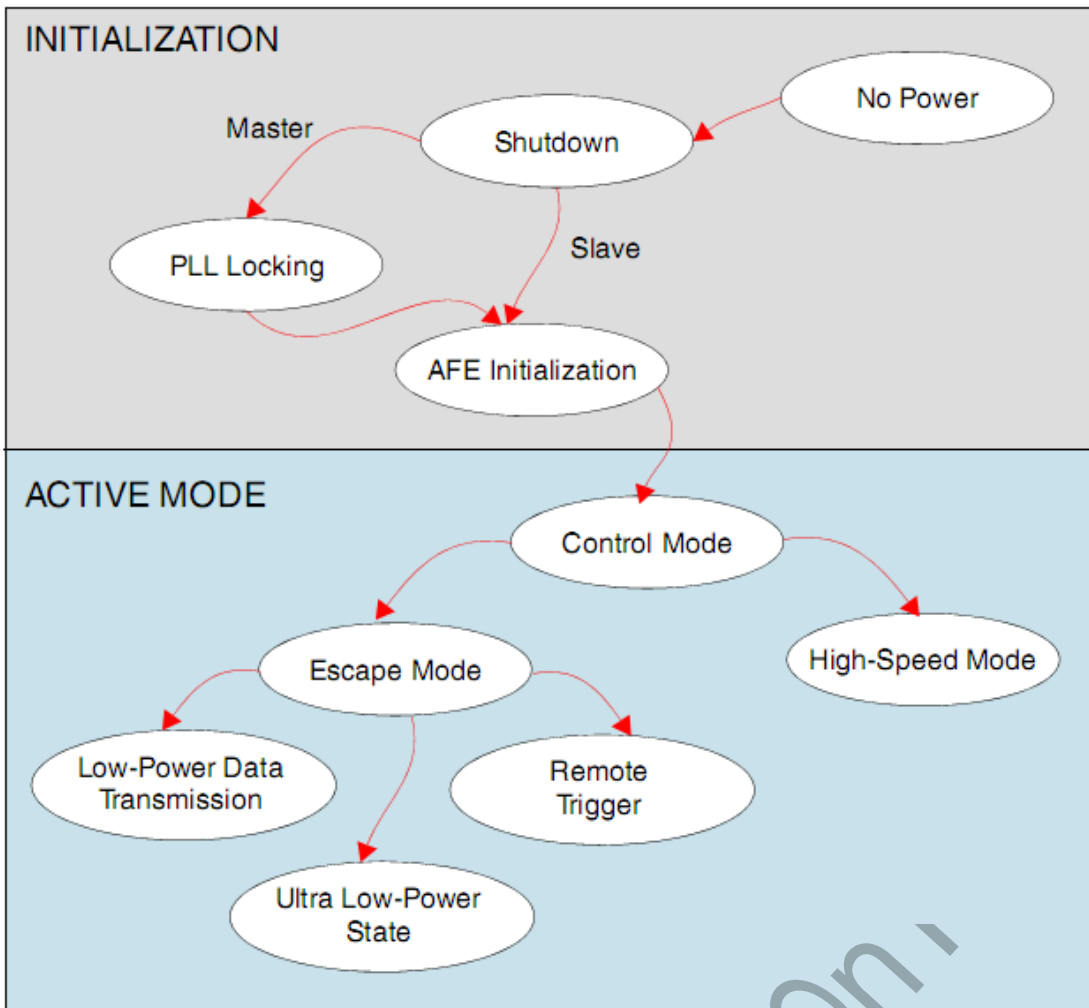 INITIALIZATION
No Power
Master
Shutdown
Slave
PLL Locking
AFE Initialization
ACTIVE MODE
Control Mode
Escape Mode
High-Speed Mode
Low-Power Data
Transmission
Remote
Trigger
Ultra Low-Power
State